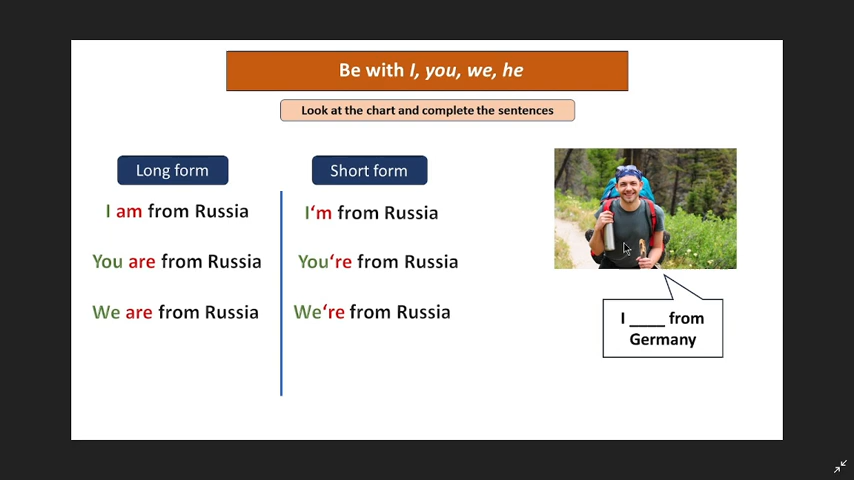 Be with I, you, we, he
Look at the chart and complete the sentences
Long form
Short form
I am from Russia
I‘m from Russia
You are from Russia
You‘re from Russia
We are from Russia
We‘re from Russia
I ____ from
Germany